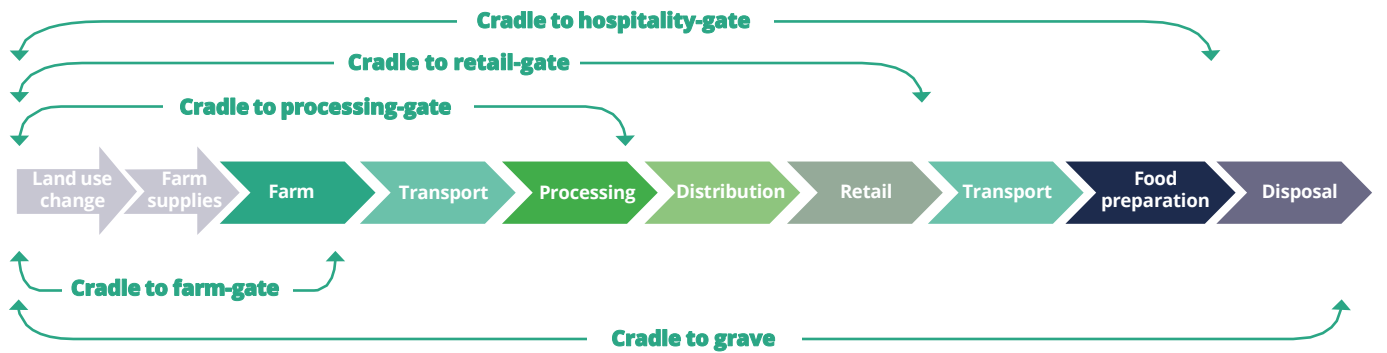 Cradle to hospitality-gate
Cradle to retail-gate
Cradle to processing-gate
Land use
change
Farm
supplies
Farm
Transport
Processing
Distribution
Retail
Transport
Food
preparation
Disposal
Cradle to farm-gate
Cradle to grave